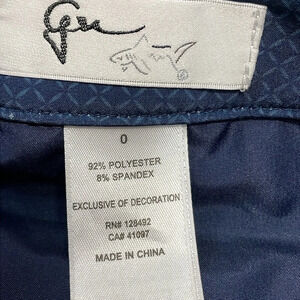 0
92% POLYESTER
8% SPANDEX
EXCLUSIVE OF DECORATION
RN# 128492
CA# 41097
MADE IN CHINA